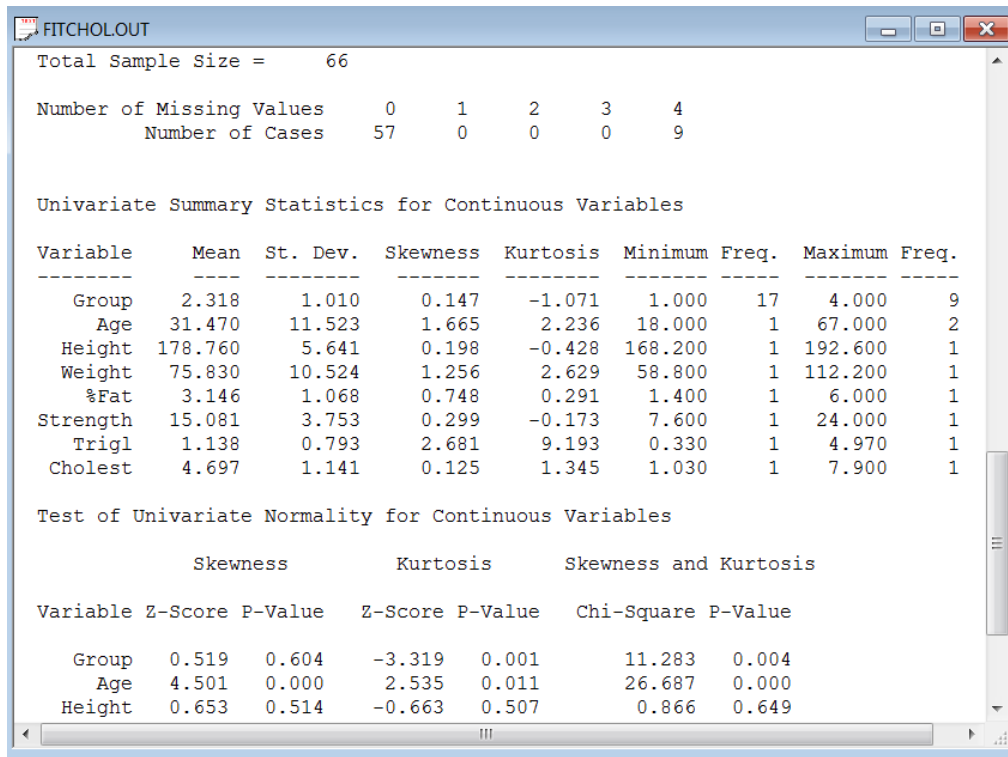 FITCHOL.OUT
Total Sample Size = 66
Number of Missing Values 0 1 2 3 4
Number of Cases 57 0 0 0 9
Univariate Summary Statistics for Continuous Variables
Variable Mean St. Dev. Skewness Kurtosis Minimum Freq. Maximum Freq.
-------- ---- -------- ------- -------- ------- ----- ------- -----
Group 2.318 1.010 0.147 -1.071 1.000 17 4.000 9
Age 31.470 11.523 1.665 2.236 18.000 1 67.000 2
Height 178.760 5.641 0.198 -0.428 168.200 1 192.600 1
Weight 75.830 10.524 1.256 2.629 58.800 1 112.200 1
%Fat 3.146 1.068 0.748 0.291 1.400 1 6.000 1
Strength 15.081 3.753 0.299 -0.173 7.600 1 24.000 1
Trigl 1.138 0.793 2.681 9.193 0.330 1 4.970 1
Cholest 4.697 1.141 0.125 1.345 1.030 1 7.900 1
Test of Univariate Normality for Continuous Variables
Skewness Kurtosis Skewness and Kurtosis
Variable Z-Score P-Value Z-Score P-Value Chi-Square P-Value
Group 0.519 0.604 -3.319 0.001 11.283 0.004
Age 4.501 0.000 2.535 0.011 26.687 0.000
Height 0.653 0.514 -0.663 0.507 0.866 0.649